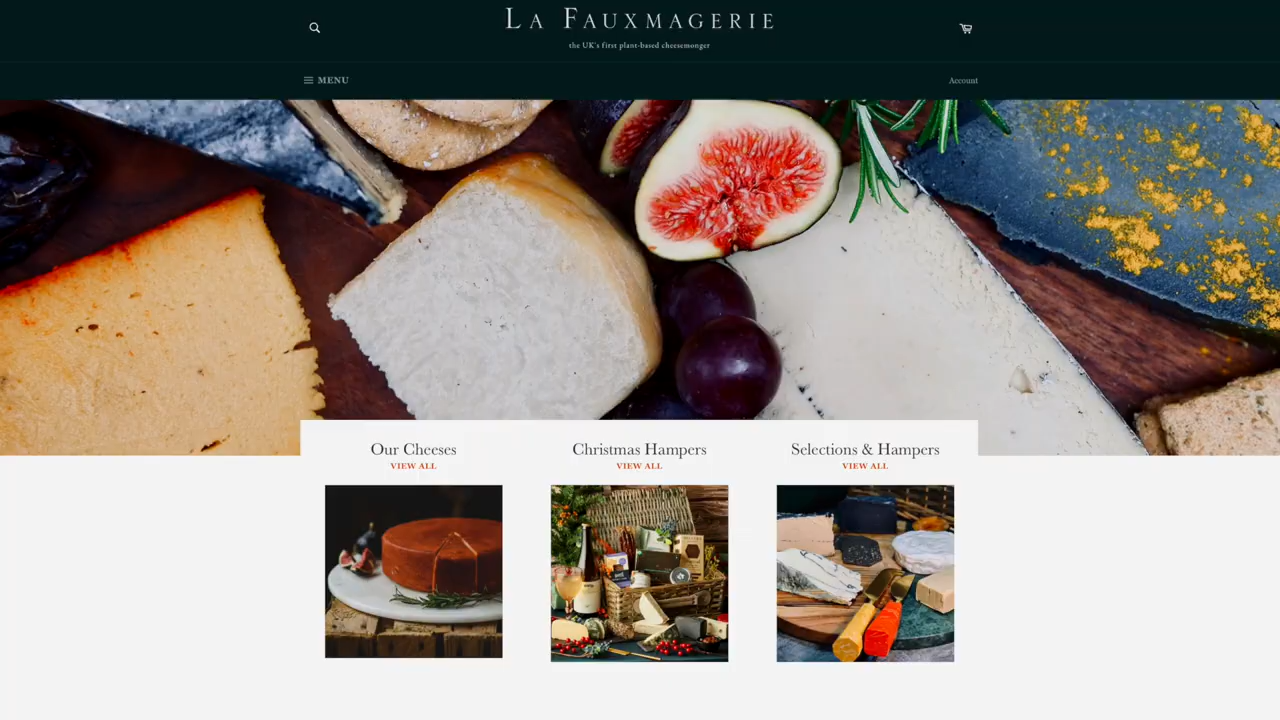 LA FAUXMAGERIE
the UK's first plant-based cheesemonger
MENU
Account
Our Cheeses
VIEW ALL
Christmas Hampers
VIEW ALL
Selections & Hampers
VIEW ALL